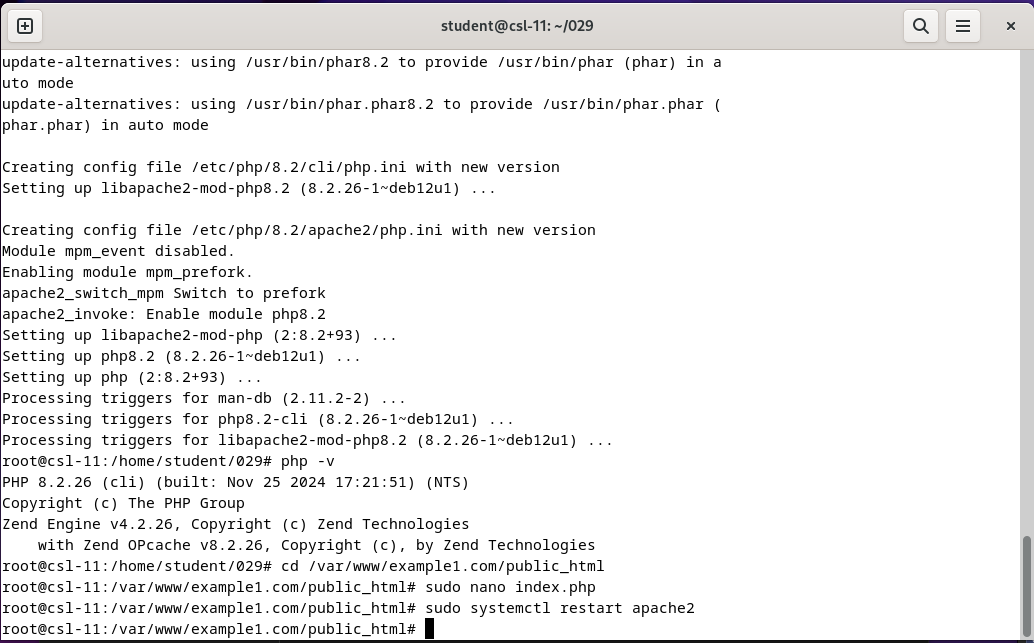 student@csl-11: ~/029
update-alternatives: using /usr/bin/phar8.2 to provide /usr/bin/phar (phar) in a
uto mode
update-alternatives: using /usr/bin/phar.phar8.2 to provide /usr/bin/phar.phar (
phar.phar) in auto mode
Creating config file /etc/php/8.2/cli/php.ini with new version
Setting up libapache2-mod-php8.2 (8.2.26-1~deb12u1) ...
Creating config file /etc/php/8.2/apache2/php.ini with new version
Module mpm_event disabled.
Enabling module mpm_prefork.
apache2_switch_mpm Switch to prefork
apache2_invoke: Enable module php8.2
Setting up libapache2-mod-php (2:8.2+93) ...
Setting up php8.2 (8.2.26-1~deb12u1) ...
Setting up php (2:8.2+93) ...
Processing triggers for man-db (2.11.2-2) ...
Processing triggers for php8.2-cli (8.2.26-1~deb12u1) ...
Processing triggers for libapache2-mod-php8.2 (8.2.26-1~deb12u1) ...
root@csl-11:/home/student/029# php -v
PHP 8.2.26 (cli) (built: Nov 25 2024 17:21:51) (NTS)
Copyright (c) The PHP Group
Zend Engine v4.2.26, Copyright (c) Zend Technologies
    with Zend OPcache v8.2.26, Copyright (c), by Zend Technologies
root@csl-11:/home/student/029# cd /var/www/example1.com/public_html
root@csl-11:/var/www/example1.com/public_html# sudo nano index.php
root@csl-11:/var/www/example1.com/public_html# sudo systemctl restart apache2
root@csl-11:/var/www/example1.com/public_html#